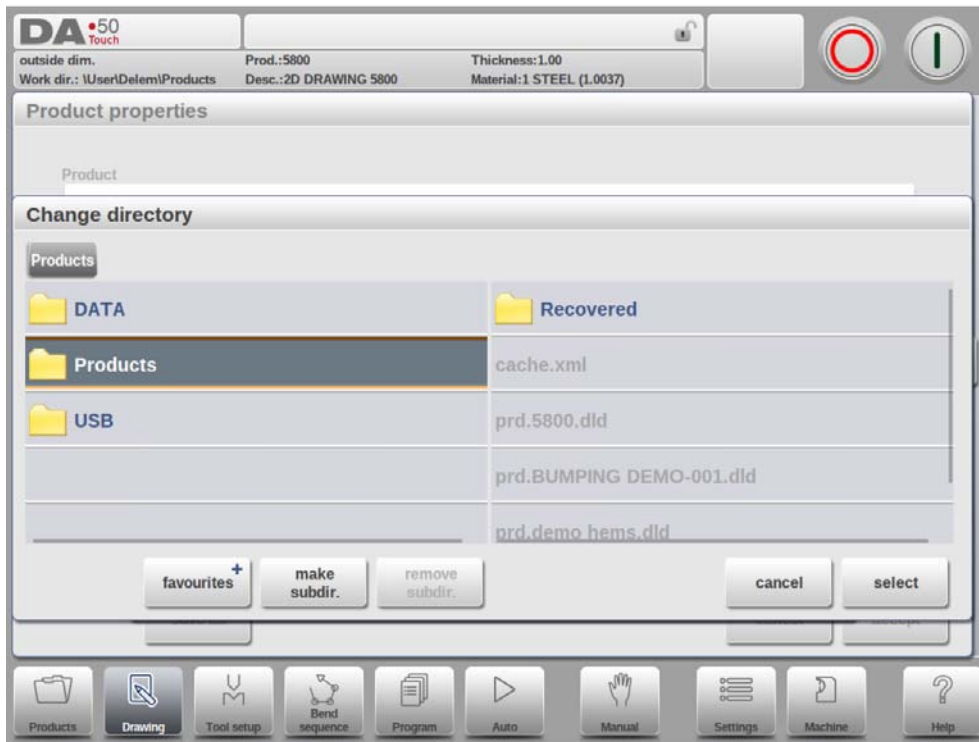 DA•50
Touch
outside dim.
Prod.:5800
Thickness:1.00
Work dir.: \User\Delem\Products
Desc.:2D DRAWING 5800
Material:1 STEEL (1.0037)
Product properties
Product
Change directory
Products
DATA
Recovered
Products
cache.xml
USB
prd.5800.dld
prd.BUMPING DEMO-001.dld
prd.demo hems.dld
favourites +
make
subdir.
remove
subdir.
cancel
select
accept
Products
Drawing
Tool setup
Bend
sequence
Program
Auto
Manual
Settings
Machine
? Help